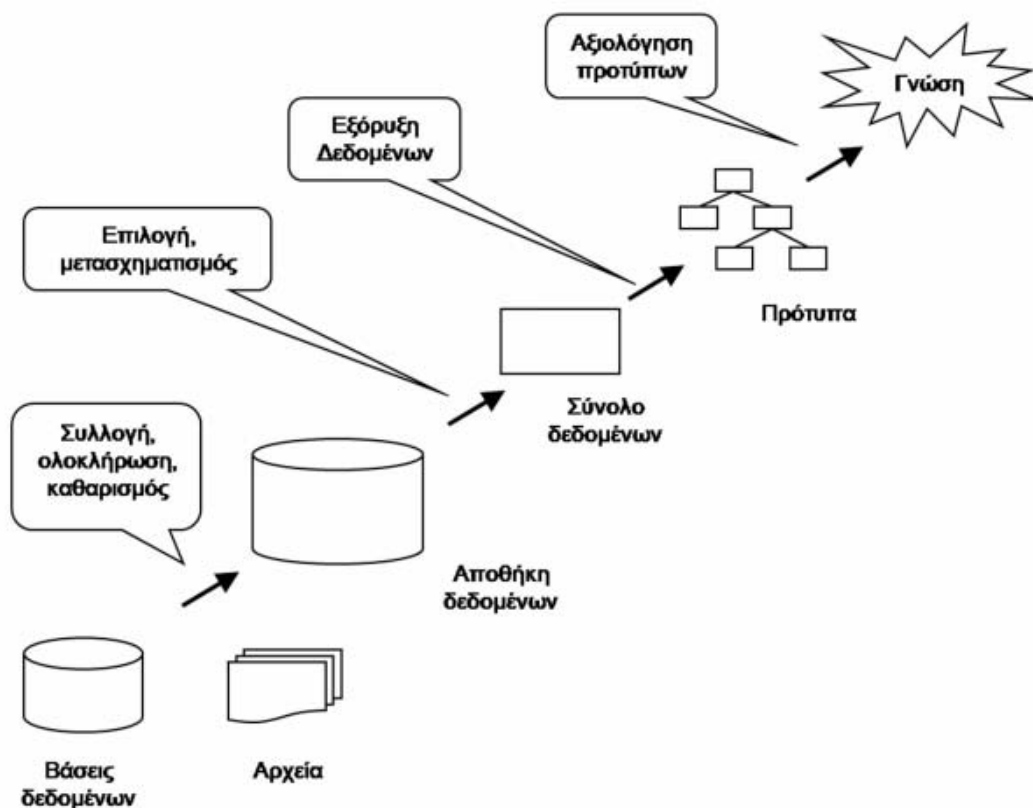 Αξιολόγηση
προτύπων
Γνώση
Εξόρυξη
Δεδομένων
Επιλογή,
μετασχηματισμός
Πρότυπα
Σύνολο
δεδομένων
Συλλογή,
ολοκλήρωση,
καθαρισμός
Αποθήκη
δεδομένων
Βάσεις
δεδομένων
Αρχεία